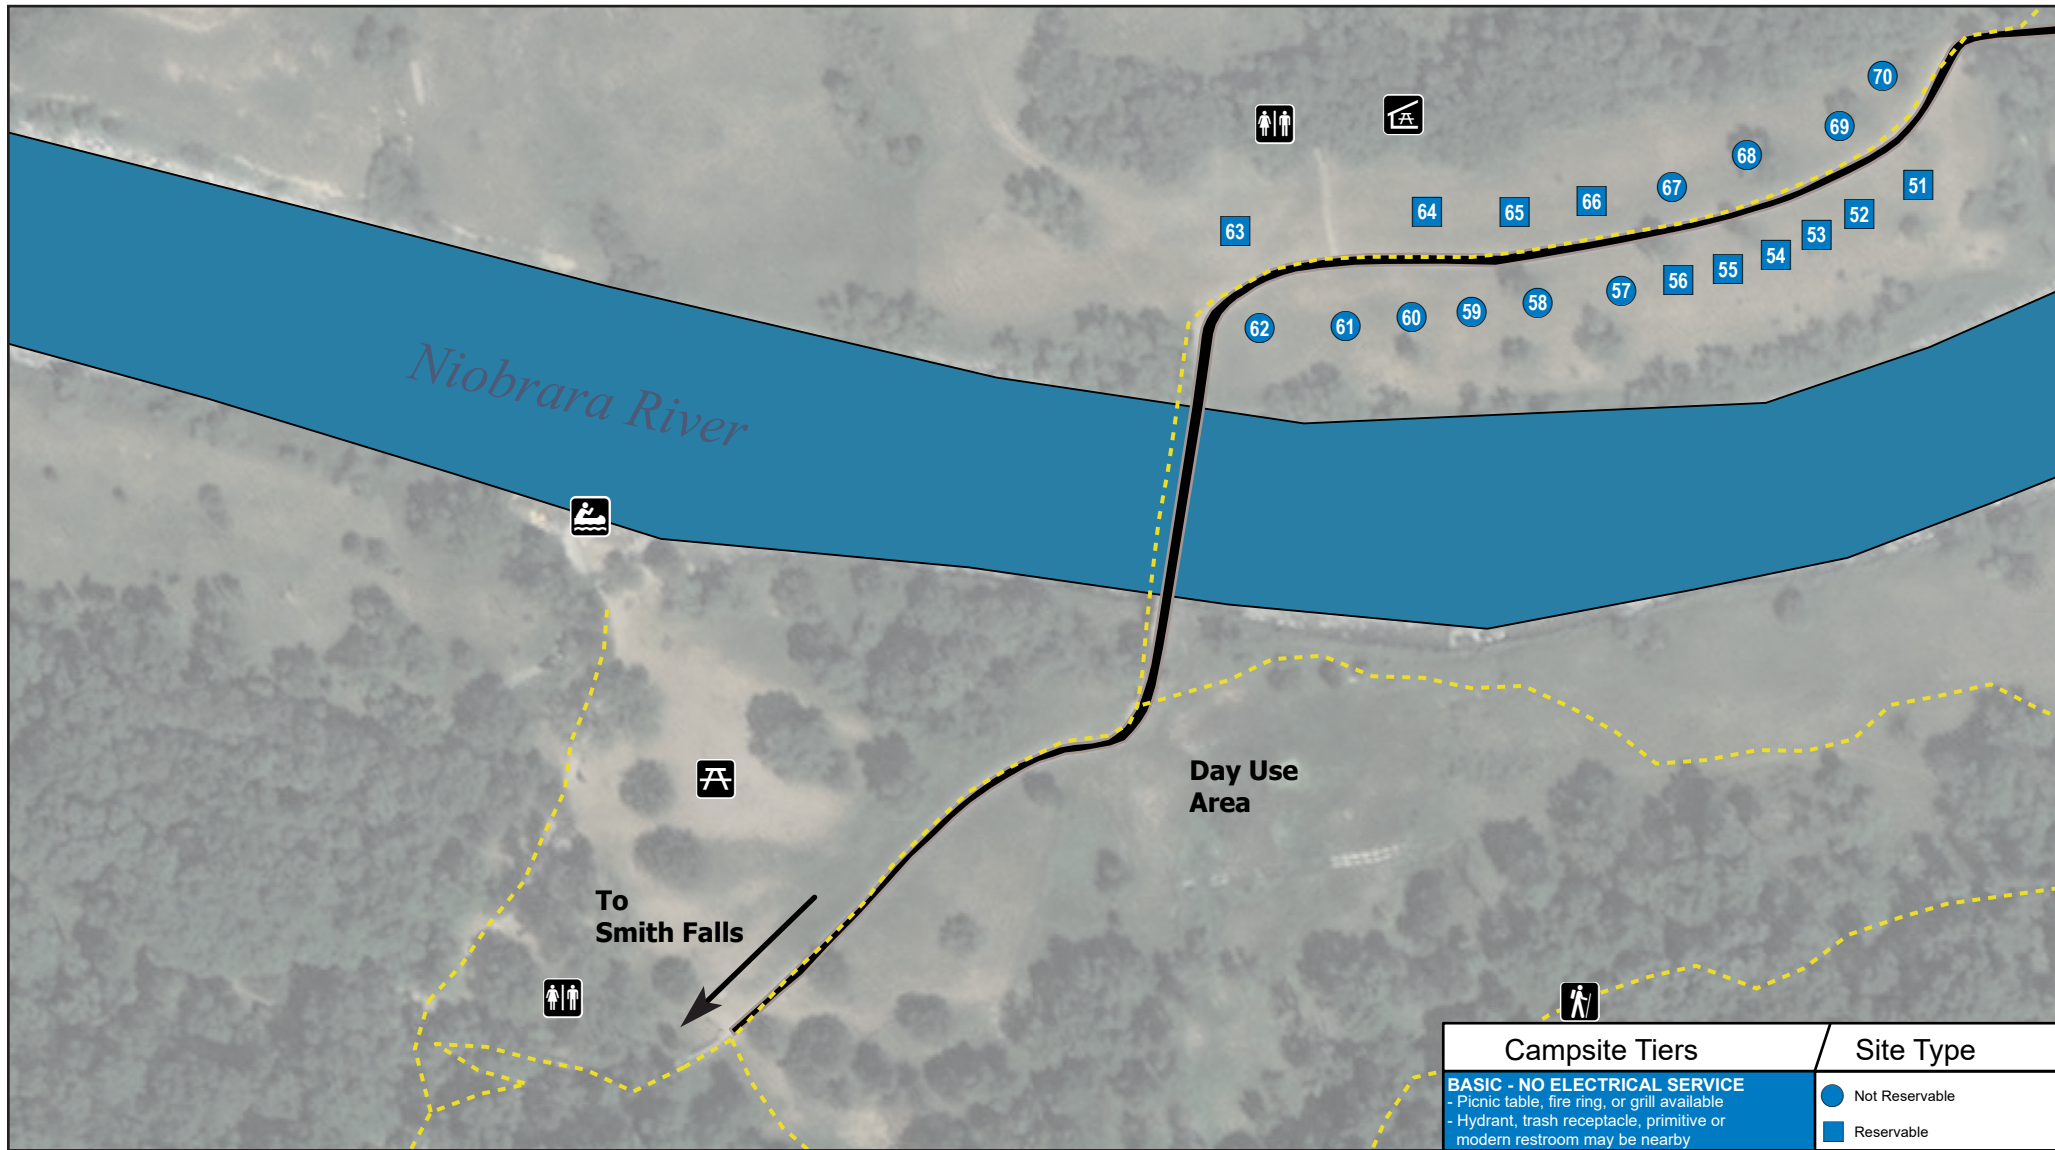 70
69
68
67
66
65
64
63
51
52
53
54
55
56
57
58
59
60
61
62
Niobrara River
Day Use
Area
To
Smith Falls
Campsite Tiers
Site Type
BASIC - NO ELECTRICAL SERVICE
- Picnic table, fire ring, or grill available
- Hydrant, trash receptacle, primitive or
modern restroom may be nearby
Not Reservable
Reservable